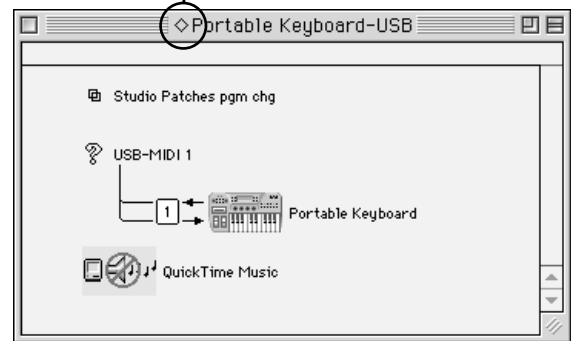 ◇Portable Keyboard-USB
Studio Patches pgm chg
USB-MIDI 1
1
Portable Keyboard
QuickTime Music